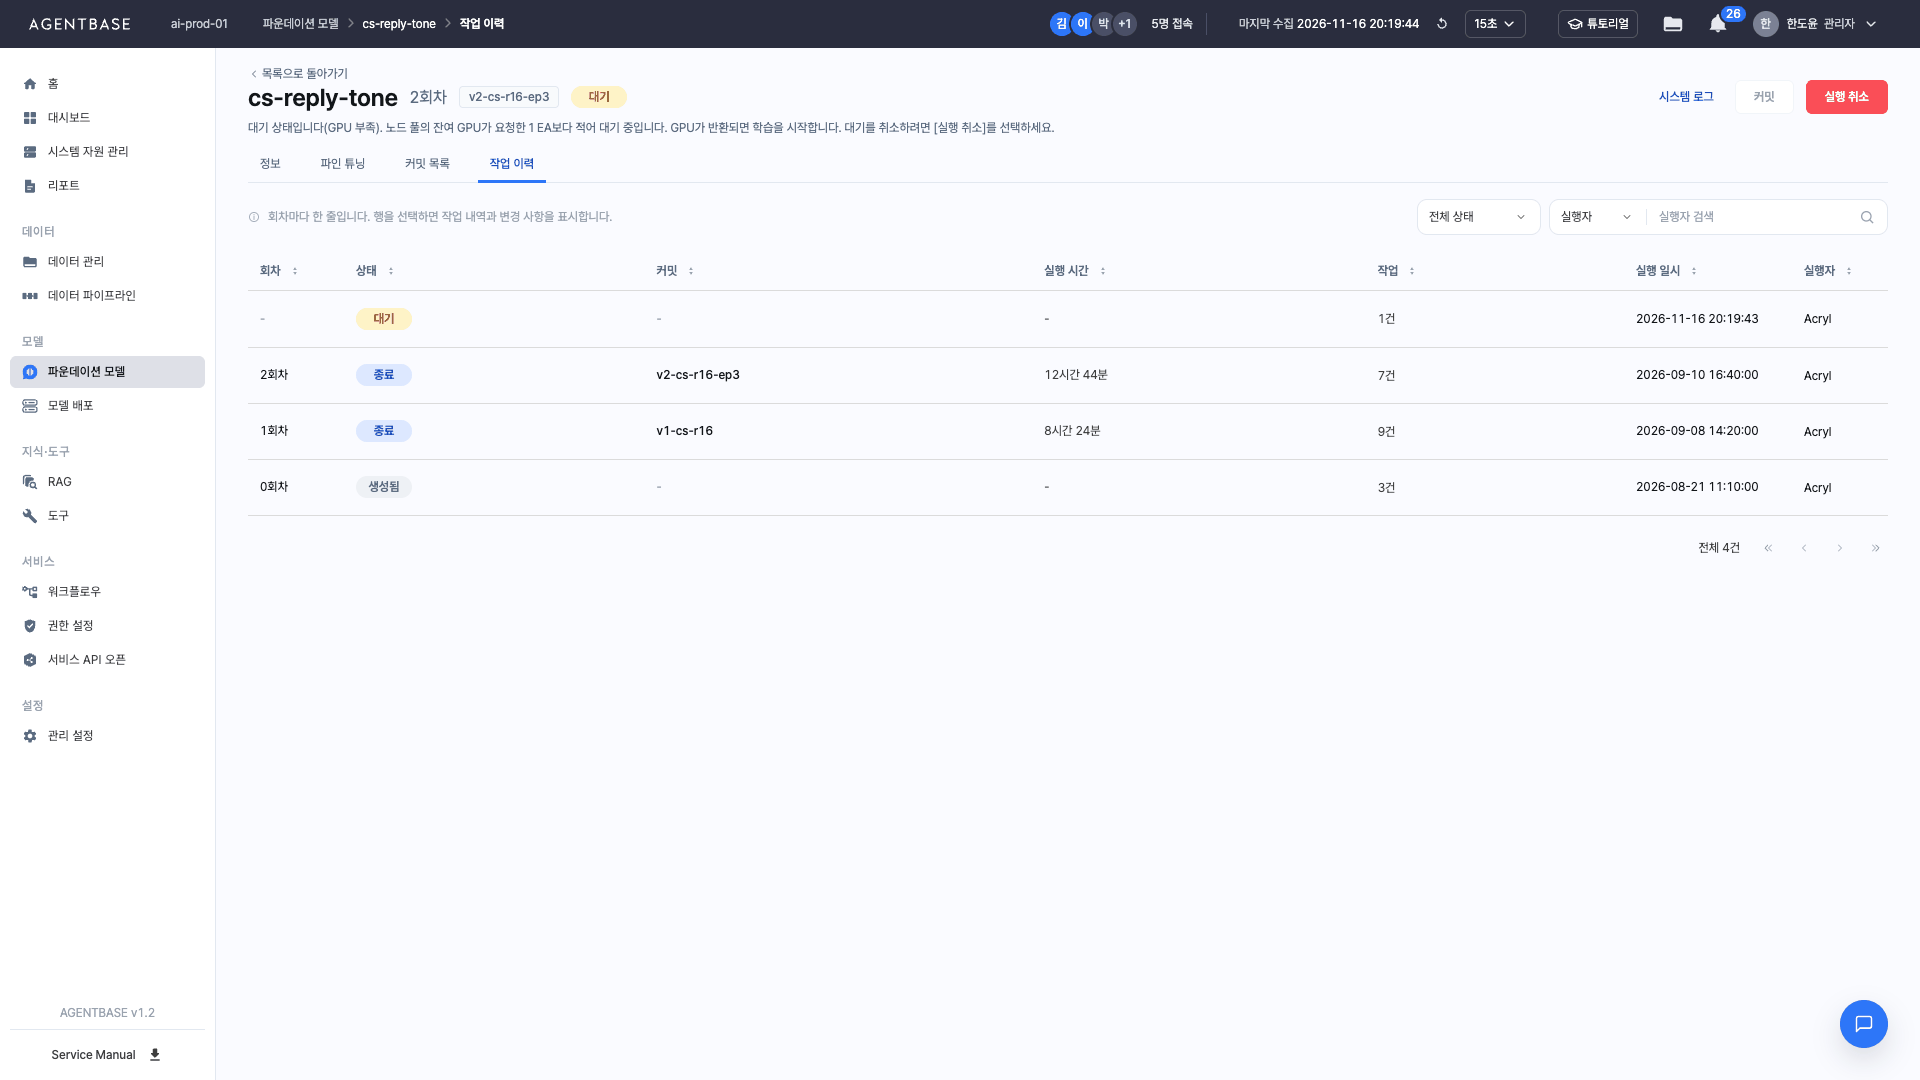 AGENTBASE
ai-prod-01
파운데이션 모델 > cs-reply-tone > 작업 이력
김 이 박 +1 5명 접속
마지막 수집 2026-11-16 20:19:44
15초
튜토리얼
26
한 한도윤 관리자
홈
대시보드
시스템 자원 관리
리포트
데이터
데이터 관리
데이터 파이프라인
모델
파운데이션 모델
모델 배포
지식·도구
RAG
도구
서비스
워크플로우
권한 설정
서비스 API 오픈
설정
관리 설정
AGENTBASE v1.2
Service Manual
목록으로 돌아가기
cs-reply-tone 2회차 v2-cs-r16-ep3 대기
시스템 로그 커밋 실행 취소
대기 상태입니다(GPU 부족). 노드 풀의 잔여 GPU가 요청한 1 EA보다 적어 대기 중입니다. GPU가 반환되면 학습을 시작합니다. 대기를 취소하려면 [실행 취소]를 선택하세요.
정보 파인 튜닝 커밋 목록 작업 이력
회차마다 한 줄입니다. 행을 선택하면 작업 내역과 변경 사항을 표시합니다.
전체 상태 실행자 실행자 검색
회차 상태 커밋 실행 시간 작업 실행 일시 실행자
- 대기 - - 1건 2026-11-16 20:19:43 Acryl
2회차 종료 v2-cs-r16-ep3 12시간 44분 7건 2026-09-10 16:40:00 Acryl
1회차 종료 v1-cs-r16 8시간 24분 9건 2026-09-08 14:20:00 Acryl
0회차 생성됨 - - 3건 2026-08-21 11:10:00 Acryl
전체 4건